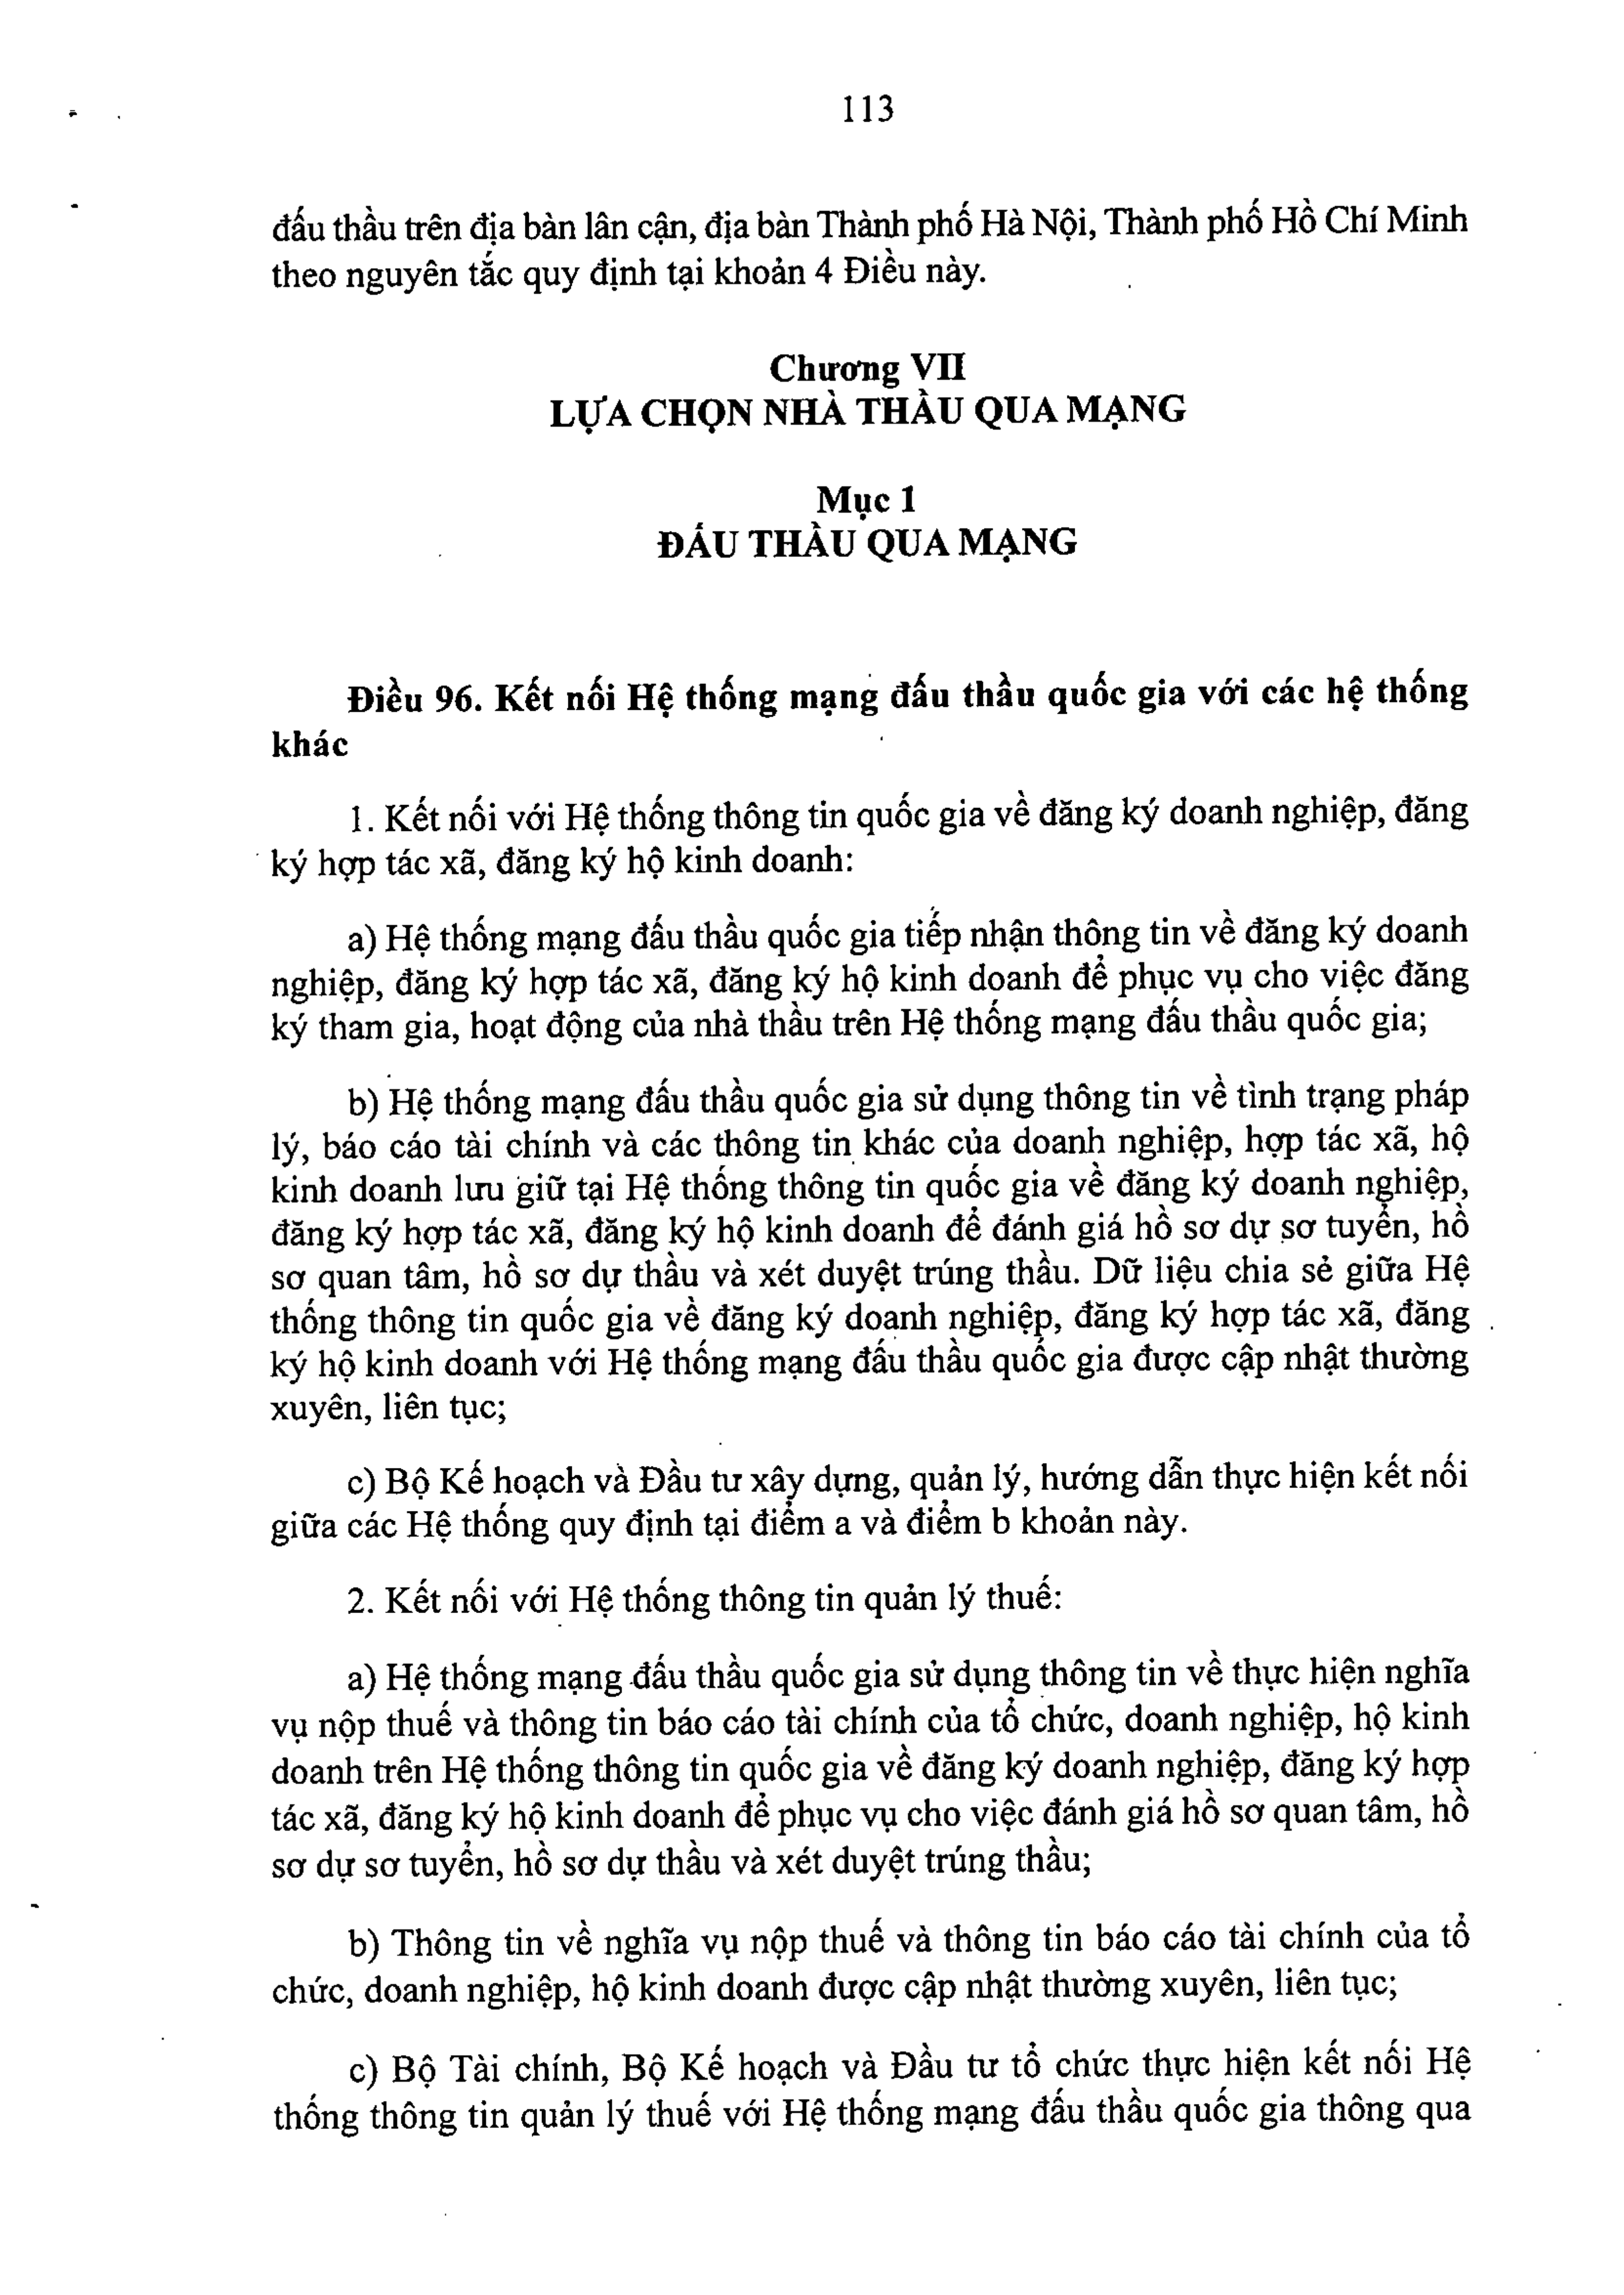 113
đấu thầu trên địa bàn lân cận, địa bàn Thành phố Hà Nội, Thành phố Hồ Chí Minh
theo nguyên tắc quy định tại khoản 4 Điều này.
Chương VII
LỰA CHỌN NHÀ THẦU QUA MẠNG
Mục 1
ĐẤU THẦU QUA MẠNG
Điều 96. Kết nối Hệ thống mạng đấu thầu quốc gia với các hệ thống
khác
1. Kết nối với Hệ thống thông tin quốc gia về đăng ký doanh nghiệp, đăng
ký hợp tác xã, đăng ký hộ kinh doanh:
a) Hệ thống mạng đấu thầu quốc gia tiếp nhận thông tin về đăng ký doanh
nghiệp, đăng ký hợp tác xã, đăng ký hộ kinh doanh để phục vụ cho việc đăng
ký tham gia, hoạt động của nhà thầu trên Hệ thống mạng đấu thầu quốc gia;
b) Hệ thống mạng đấu thầu quốc gia sử dụng thông tin về tình trạng pháp
lý, báo cáo tài chính và các thông tin khác của doanh nghiệp, hợp tác xã, hộ
kinh doanh lưu giữ tại Hệ thống thông tin quốc gia về đăng ký doanh nghiệp,
đăng ký hợp tác xã, đăng ký hộ kinh doanh để đánh giá hồ sơ dự sơ tuyển, hồ
sơ quan tâm, hồ sơ dự thầu và xét duyệt trúng thầu. Dữ liệu chia sẻ giữa Hệ
thống thông tin quốc gia về đăng ký doanh nghiệp, đăng ký hợp tác xã, đăng
ký hộ kinh doanh với Hệ thống mạng đấu thầu quốc gia được cập nhật thường
xuyên, liên tục;
c) Bộ Kế hoạch và Đầu tư xây dựng, quản lý, hướng dẫn thực hiện kết nối
giữa các Hệ thống quy định tại điểm a và điểm b khoản này.
2. Kết nối với Hệ thống thông tin quản lý thuế:
a) Hệ thống mạng đấu thầu quốc gia sử dụng thông tin về thực hiện nghĩa
vụ nộp thuế và thông tin báo cáo tài chính của tổ chức, doanh nghiệp, hộ kinh
doanh trên Hệ thống thông tin quốc gia về đăng ký doanh nghiệp, đăng ký hợp
tác xã, đăng ký hộ kinh doanh để phục vụ cho việc đánh giá hồ sơ quan tâm, hồ
sơ dự sơ tuyển, hồ sơ dự thầu và xét duyệt trúng thầu;
b) Thông tin về nghĩa vụ nộp thuế và thông tin báo cáo tài chính của tổ
chức, doanh nghiệp, hộ kinh doanh được cập nhật thường xuyên, liên tục;
c) Bộ Tài chính, Bộ Kế hoạch và Đầu tư tổ chức thực hiện kết nối Hệ
thống thông tin quản lý thuế với Hệ thống mạng đấu thầu quốc gia thông qua